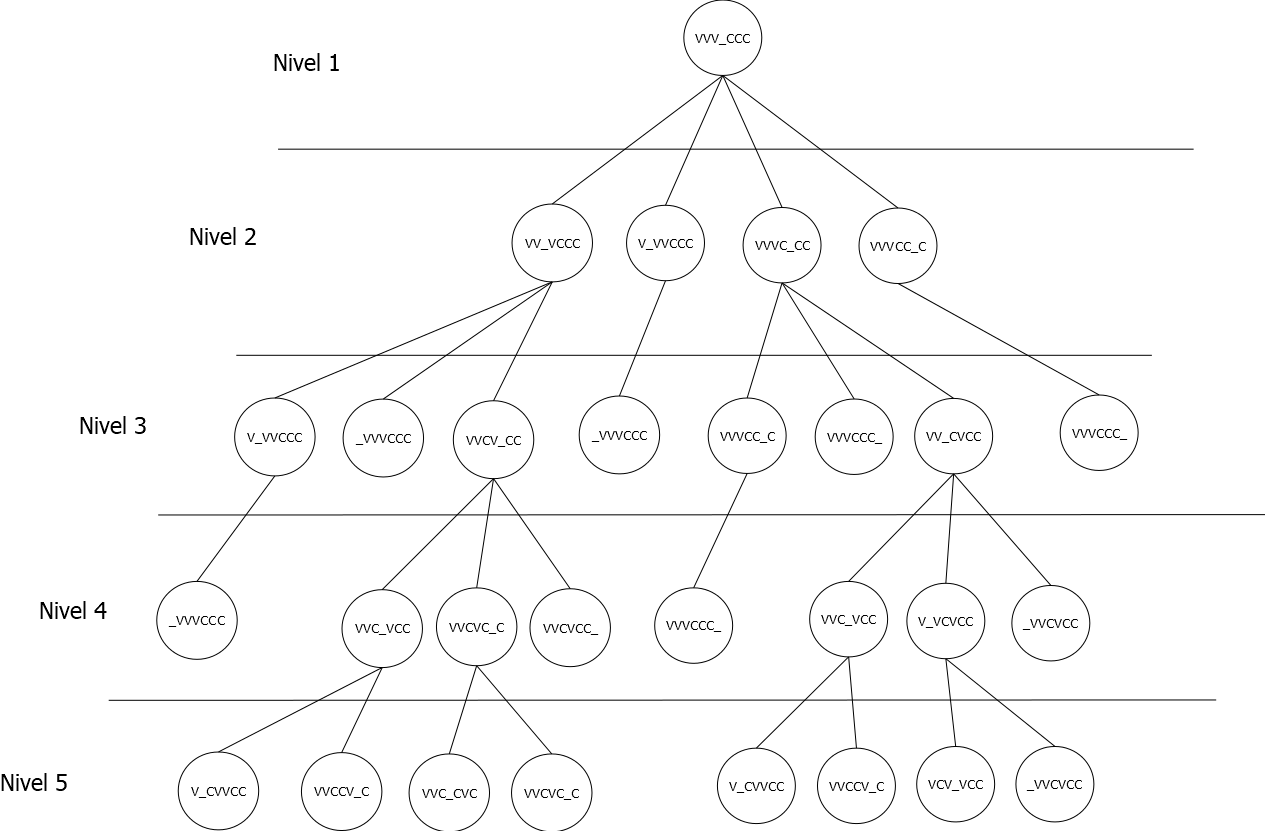 VVV_CCC
Nivel 1
Nivel 2
VV_VCCC
V_VVCCC
VVVC_CC
VVVCC_C
Nivel 3
V_VVCCC
_VVVCCC
VVCV_CC
_VVVCCC
VVVCC_C
VVVCCC_
VV_CVCC
VVVCCC_
Nivel 4
_VVVCCC
VVC_VCC
VVCVC_C
VVCVCC_
VVVCCC_
VVC_VCC
V_VCVCC
_VVCVCC
Nivel 5
V_CVVCC
VVCCV_C
VVC_CVC
VVCVC_C
V_CVVCC
VVCCV_C
VCV_VCC
_VVCVCC